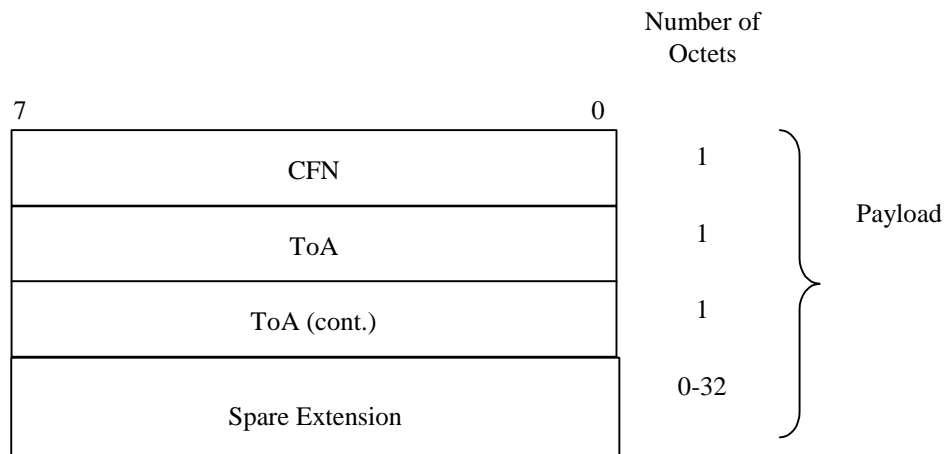 Number of
Octets
7 0
CFN 1
ToA 1
Payload
ToA (cont.) 1
Spare Extension 0-32